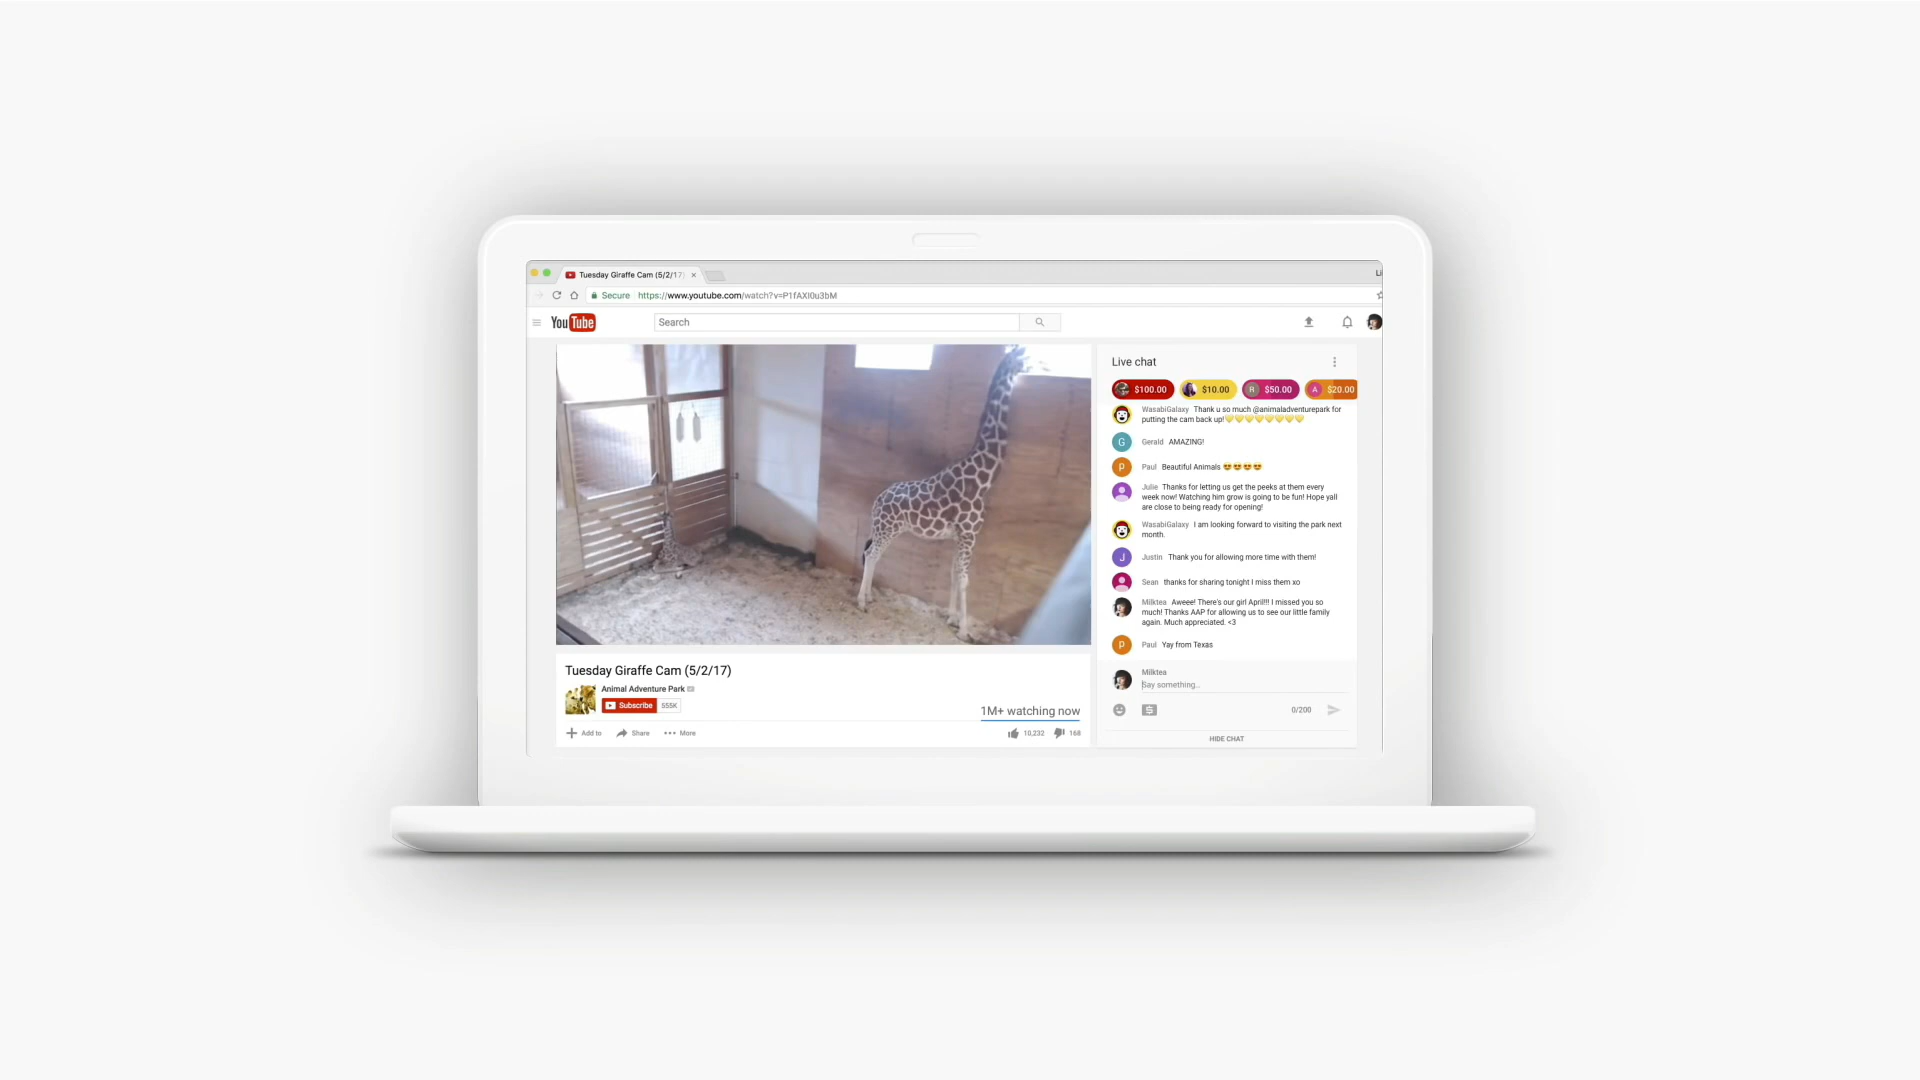 Tuesday Giraffe Cam (5/2/17)
Li
Secure https://www.youtube.com/watch?v=P1fAXI0u3bM
YouTube
Search
Tuesday Giraffe Cam (5/2/17)
Animal Adventure Park
Subscribe 555K
1M+ watching now
Add to Share More
10,232 168
Live chat
$100.00 $10.00 R $50.00 A $20.00
WasabiGalaxy Thank u so much @animaladventurepark for
putting the cam back up!💛💛💛💛💛💛💛💛
G Gerald AMAZING!
P Paul Beautiful Animals 😍😍😍😍
Julie Thanks for letting us get the peeks at them every
week now! Watching him grow is going to be fun! Hope yall
are close to being ready for opening!
WasabiGalaxy I am looking forward to visiting the park next
month.
J Justin Thank you for allowing more time with them!
Sean thanks for sharing tonight I miss them xo
Milktea Aweee! There's our girl April!!! I missed you so
much! Thanks AAP for allowing us to see our little family
again. Much appreciated. <3
P Paul Yay from Texas
Milktea
Say something...
0/200
HIDE CHAT